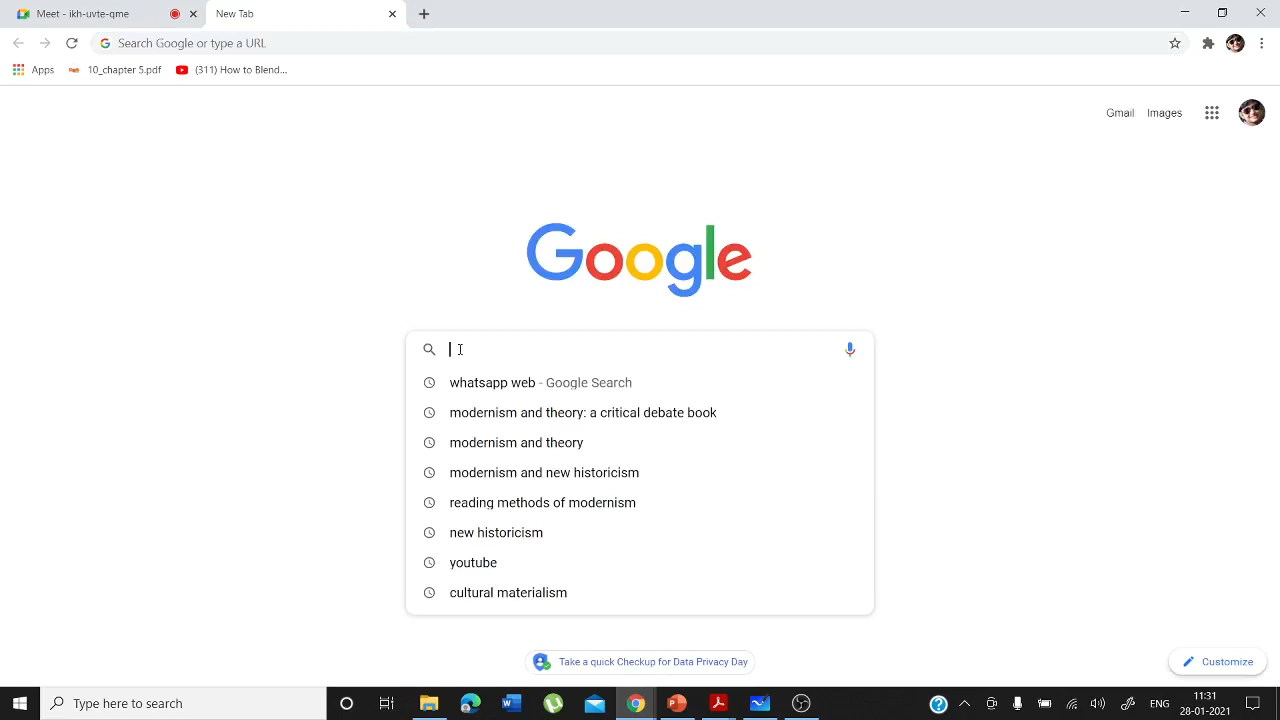 Meet - ikh-uvte-qme
New Tab
Search Google or type a URL
Apps
10_chapter 5.pdf
(311) How to Blend...
Gmail
Images
Google
whatsapp web - Google Search
modernism and theory: a critical debate book
modernism and theory
modernism and new historicism
reading methods of modernism
new historicism
youtube
cultural materialism
Take a quick Checkup for Data Privacy Day
Customize
Type here to search
ENG
11:31
28-01-2021